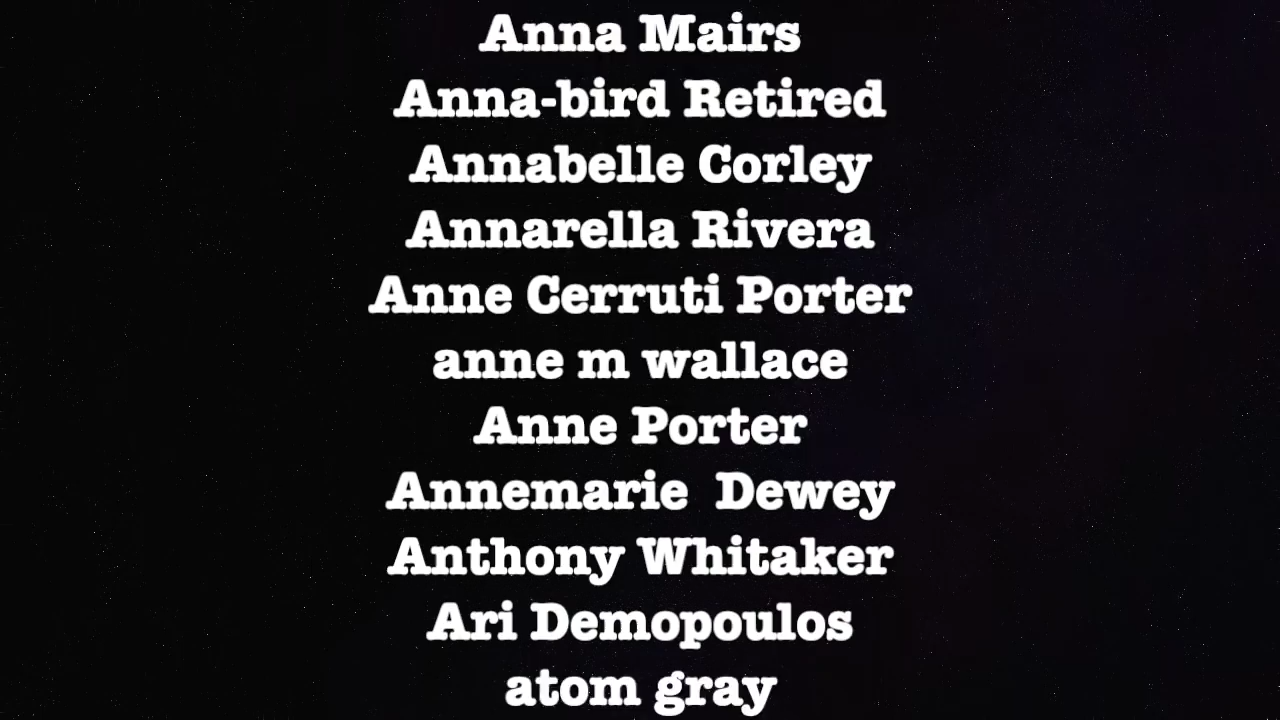 Anna Mairs
Anna-bird Retired
Annabelle Corley
Annarella Rivera
Anne Cerruti Porter
anne m wallace
Anne Porter
Annemarie  Dewey
Anthony Whitaker
Ari Demopoulos
atom gray